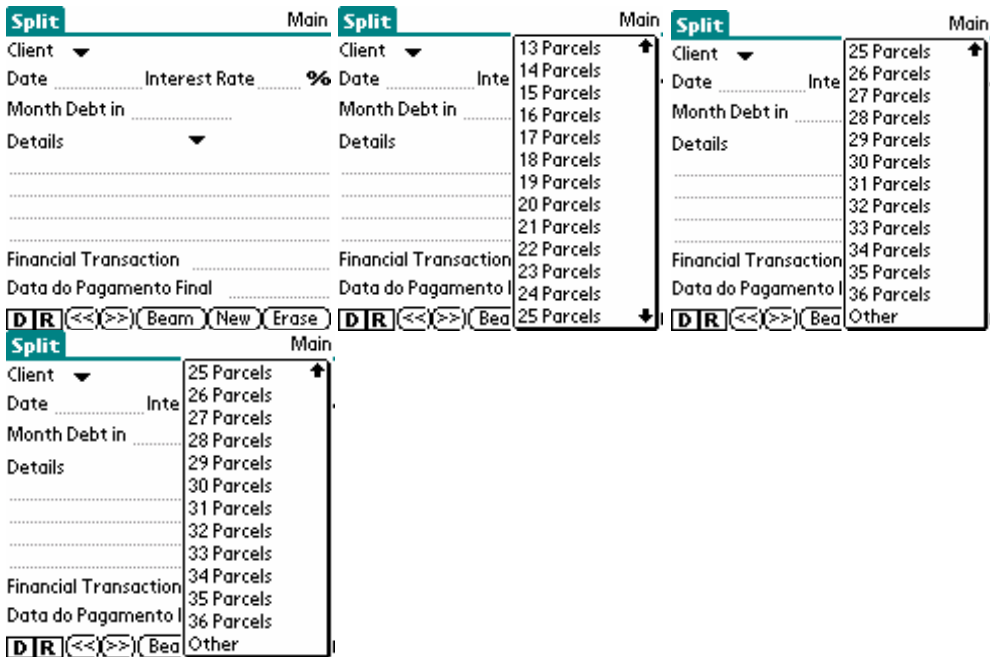 Split Main
Client
Date Interest Rate %
Month Debt in
Details
Financial Transaction
Data do Pagamento Final
D R << >> Beam New Erase
Split Main
Client
Date Inte
Month Debt in
Details
Financial Transaction
Data do Pagamento
D R << >> Bea
13 Parcels
14 Parcels
15 Parcels
16 Parcels
17 Parcels
18 Parcels
19 Parcels
20 Parcels
21 Parcels
22 Parcels
23 Parcels
24 Parcels
25 Parcels
Split Main
Client
Date Inte
Month Debt in
Details
Financial Transaction
Data do Pagamento
D R << >> Bea
25 Parcels
26 Parcels
27 Parcels
28 Parcels
29 Parcels
30 Parcels
31 Parcels
32 Parcels
33 Parcels
34 Parcels
35 Parcels
36 Parcels
Other
Split Main
Client
Date Inte
Month Debt in
Details
Financial Transaction
Data do Pagamento
D R << >> Bea
25 Parcels
26 Parcels
27 Parcels
28 Parcels
29 Parcels
30 Parcels
31 Parcels
32 Parcels
33 Parcels
34 Parcels
35 Parcels
36 Parcels
Other